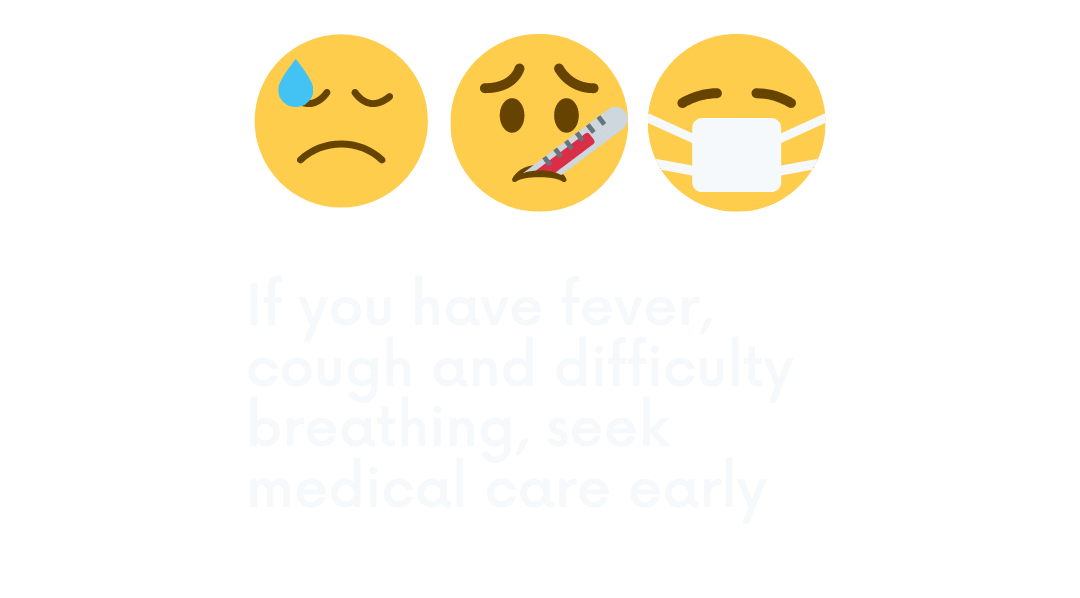 If you have fever,
cough and difficulty
breathing, seek
medical care early